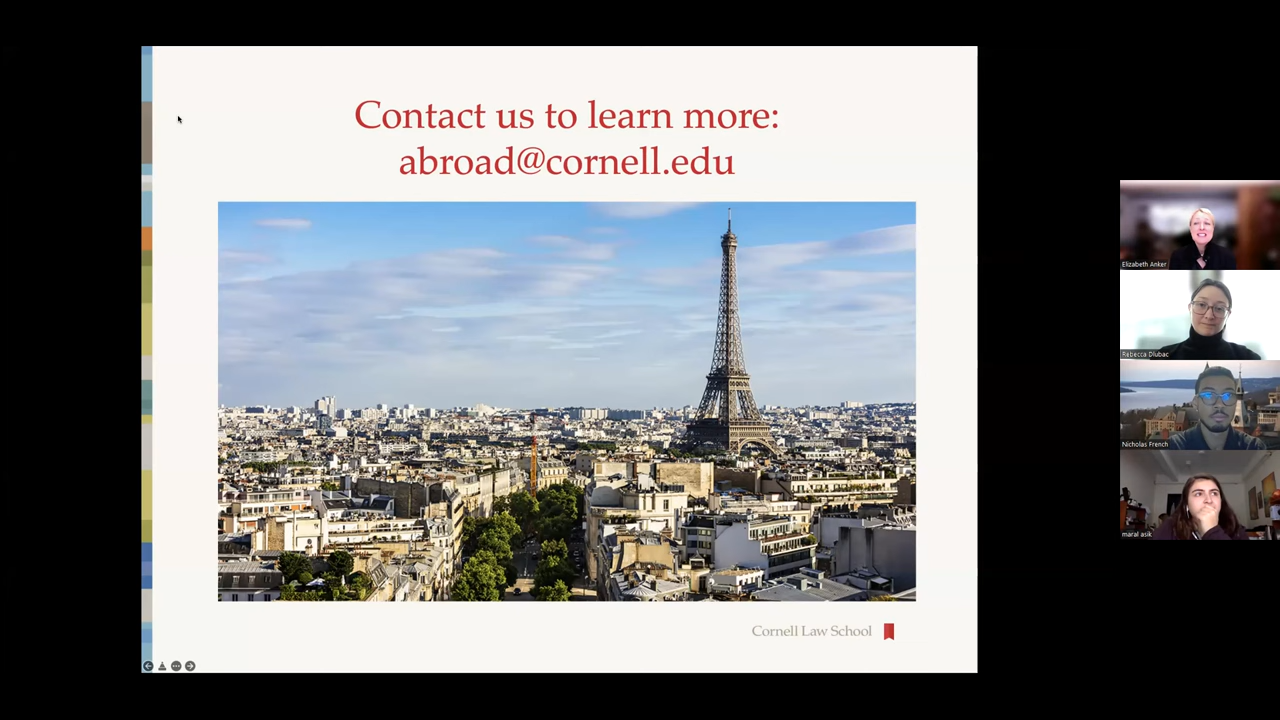 Contact us to learn more:
abroad@cornell.edu
Cornell Law School
Elizabeth Anker
Rebecca Dlubac
Nicholas French
maral asik